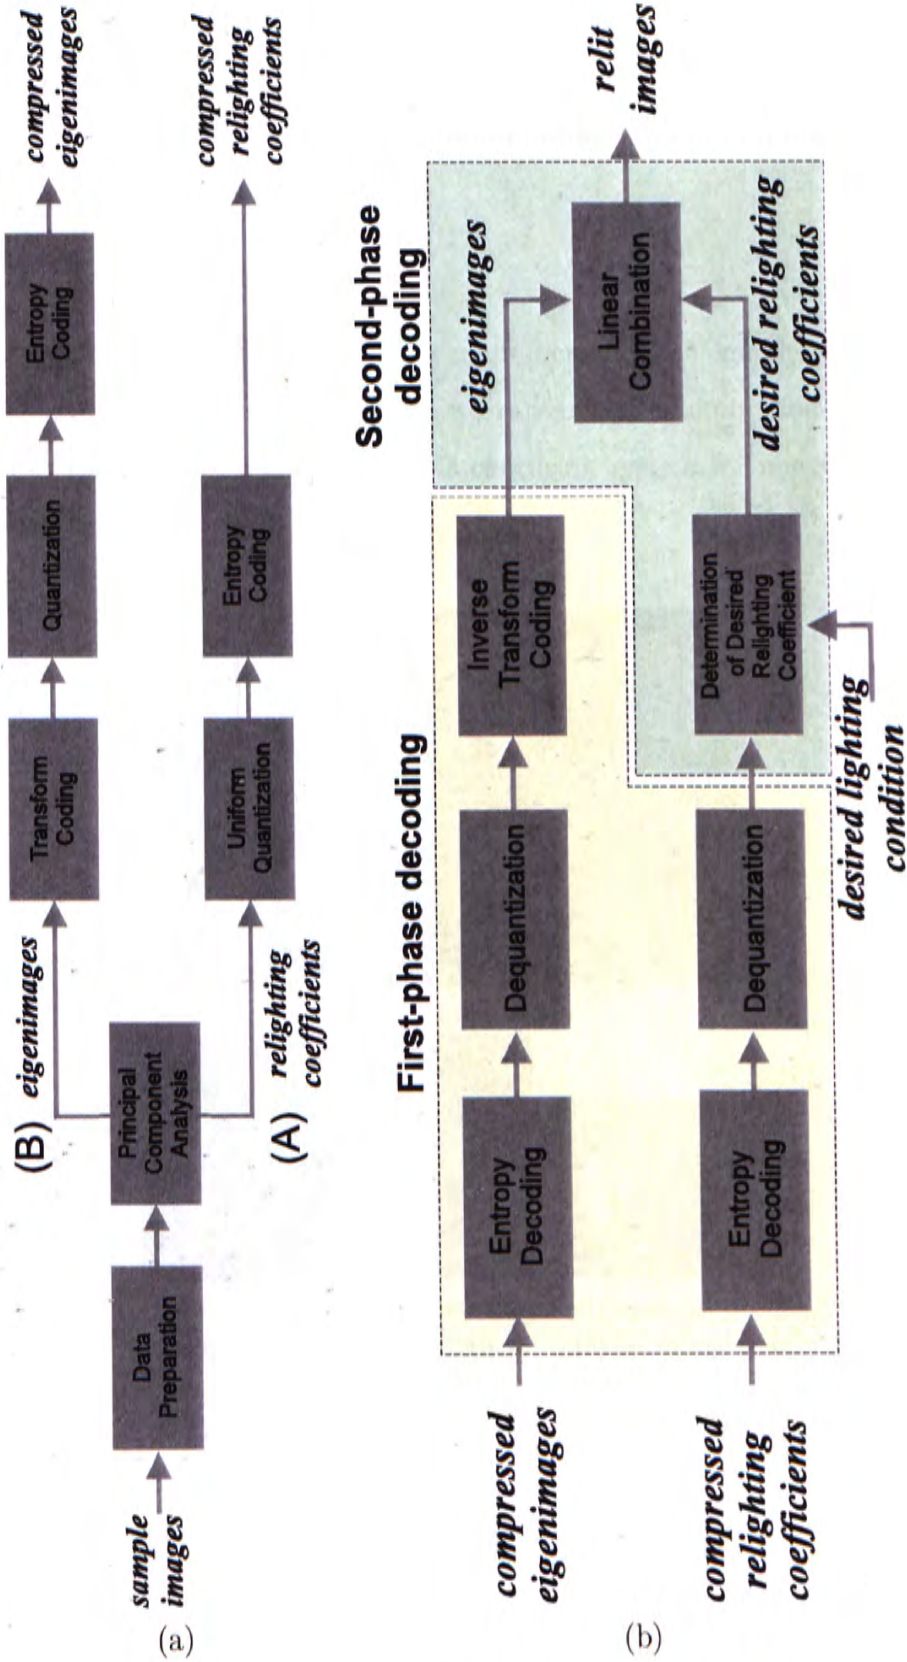 (a)
sample
images
Data
Preparation
Principal
Component
Analysis
(B)
eigenimages
Transform
Coding
Quantization
Entropy
Coding
compressed
eigenimages
(A)
relighting
coefficients
Uniform
Quantization
Entropy
Coding
compressed
relighting
coefficients
(b)
First-phase decoding
Second-phase
decoding
compressed
eigenimages
Entropy
Decoding
Dequantization
Inverse
Transform
Coding
eigenimages
compressed
relighting
coefficients
Entropy
Decoding
Dequantization
Determination
of Desired
Relighting
Coefficient
desired lighting
condition
desired relighting
coefficients
Linear
Combination
relit
images